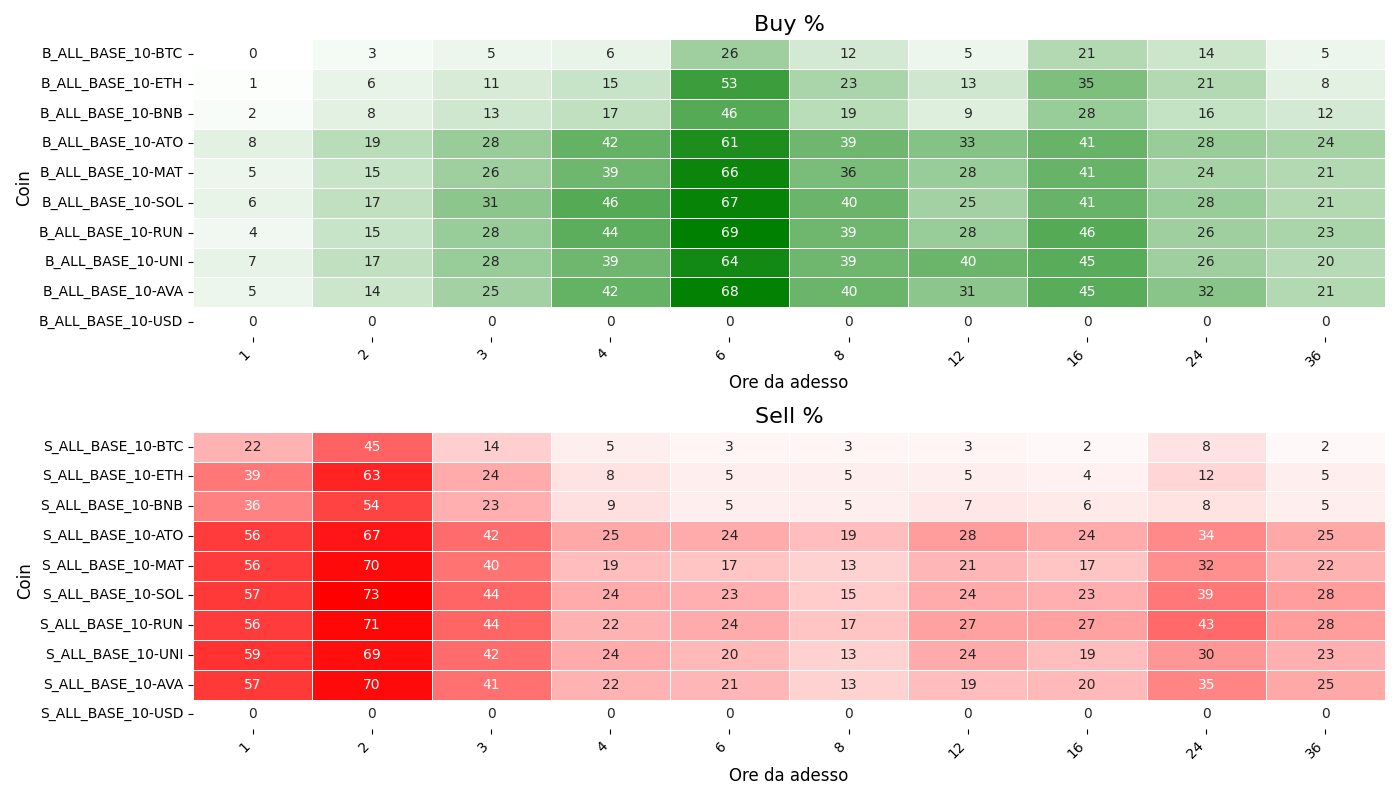 Buy %
Coin
B_ALL_BASE_10-BTC 0 3 5 6 26 12 5 21 14 5
B_ALL_BASE_10-ETH 1 6 11 15 53 23 13 35 21 8
B_ALL_BASE_10-BNB 2 8 13 17 46 19 9 28 16 12
B_ALL_BASE_10-ATO 8 19 28 42 61 39 33 41 28 24
B_ALL_BASE_10-MAT 5 15 26 39 66 36 28 41 24 21
B_ALL_BASE_10-SOL 6 17 31 46 67 40 25 41 28 21
B_ALL_BASE_10-RUN 4 15 28 44 69 39 28 46 26 23
B_ALL_BASE_10-UNI 7 17 28 39 64 39 40 45 26 20
B_ALL_BASE_10-AVA 5 14 25 42 68 40 31 45 32 21
B_ALL_BASE_10-USD 0 0 0 0 0 0 0 0 0 0
1 2 3 4 6 8 12 16 24 36
Ore da adesso
Sell %
Coin
S_ALL_BASE_10-BTC 22 45 14 5 3 3 3 2 8 2
S_ALL_BASE_10-ETH 39 63 24 8 5 5 5 4 12 5
S_ALL_BASE_10-BNB 36 54 23 9 5 5 7 6 8 5
S_ALL_BASE_10-ATO 56 67 42 25 24 19 28 24 34 25
S_ALL_BASE_10-MAT 56 70 40 19 17 13 21 17 32 22
S_ALL_BASE_10-SOL 57 73 44 24 23 15 24 23 39 28
S_ALL_BASE_10-RUN 56 71 44 22 24 17 27 27 43 28
S_ALL_BASE_10-UNI 59 69 42 24 20 13 24 19 30 23
S_ALL_BASE_10-AVA 57 70 41 22 21 13 19 20 35 25
S_ALL_BASE_10-USD 0 0 0 0 0 0 0 0 0 0
1 2 3 4 6 8 12 16 24 36
Ore da adesso